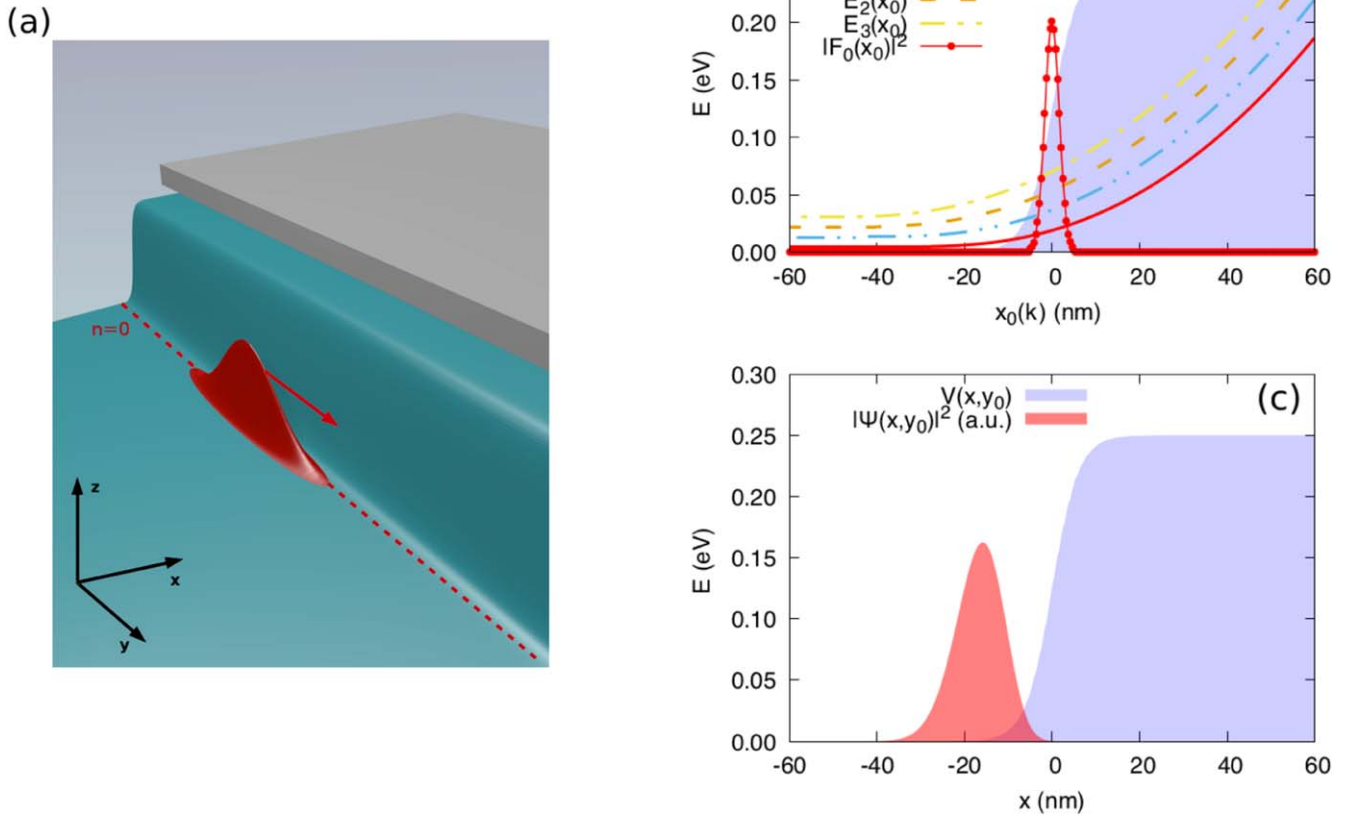 (a)
n=0
z
x
y
E₂(x₀)
E₃(x₀)
|F₀(x₀)|²
E (eV)
0.20
0.15
0.10
0.05
0.00
-60 -40 -20 0 20 40 60
x₀(k) (nm)
(c)
V(x,y₀)
|Ψ(x,y₀)|² (a.u.)
E (eV)
0.30
0.25
0.20
0.15
0.10
0.05
0.00
-60 -40 -20 0 20 40 60
x (nm)